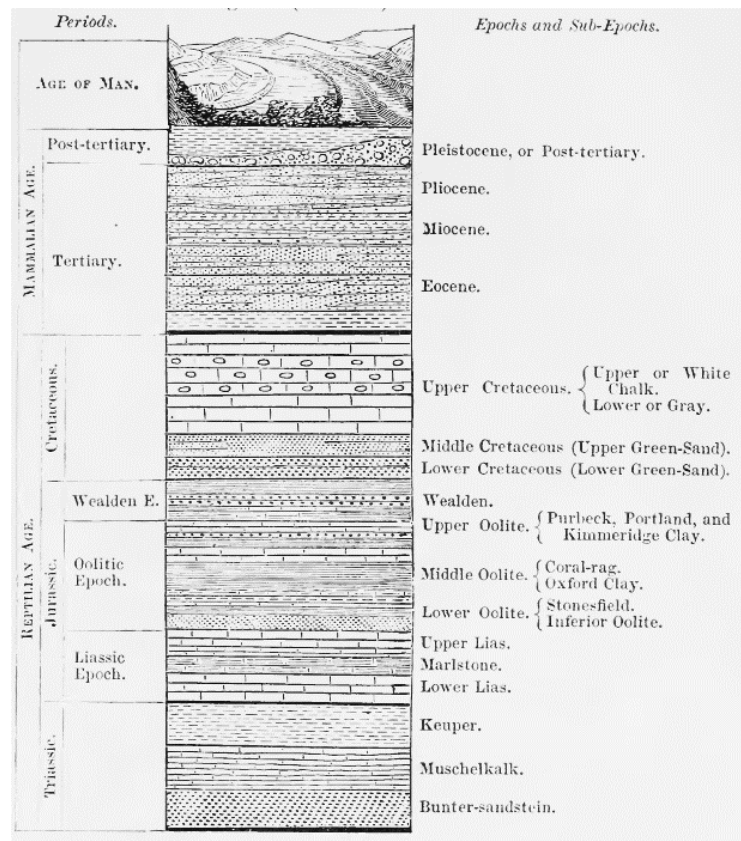 Periods.
Epochs and Sub-Epochs.
AGE OF MAN.
MAMMALIAN AGE.
Post-tertiary.
Pleistocene, or Post-tertiary.
Tertiary.
Pliocene.
Miocene.
Eocene.
REPTILIAN AGE.
Cretaceous.
Upper Cretaceous. { Upper or White
Chalk.
Lower or Gray.
Middle Cretaceous (Upper Green-Sand).
Lower Cretaceous (Lower Green-Sand).
Jurassic.
Wealden E.
Wealden.
Oolitic
Epoch.
Upper Oolite. { Purbeck, Portland, and
Kimmeridge Clay.
Middle Oolite. { Coral-rag.
Oxford Clay.
Lower Oolite. { Stonesfield.
Inferior Oolite.
Liassic
Epoch.
Upper Lias.
Marlstone.
Lower Lias.
Triassic.
Keuper.
Muschelkalk.
Bunter-sandstein.